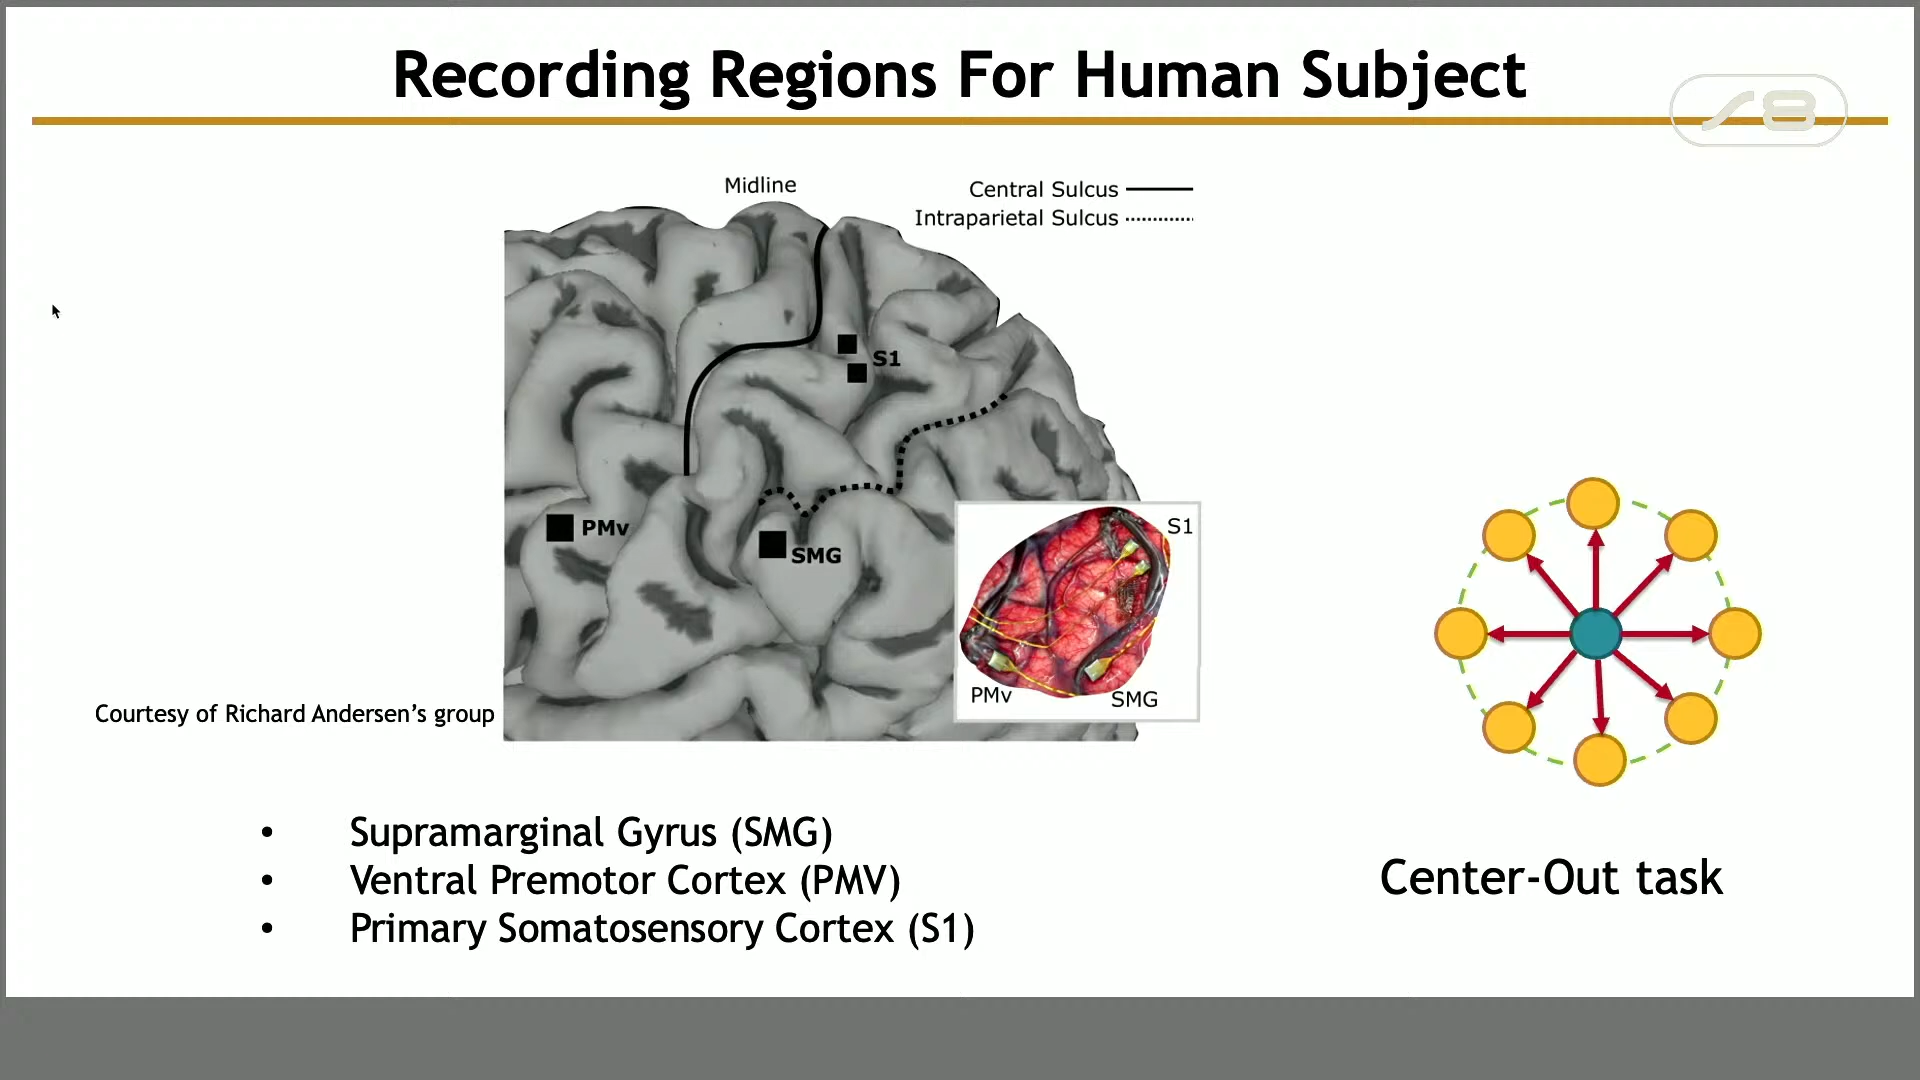 Recording Regions For Human Subject
Midline
Central Sulcus
Intraparietal Sulcus
S1
PMv
SMG
S1
PMv
SMG
Courtesy of Richard Andersen’s group
• Supramarginal Gyrus (SMG)
• Ventral Premotor Cortex (PMV)
• Primary Somatosensory Cortex (S1)
Center-Out task